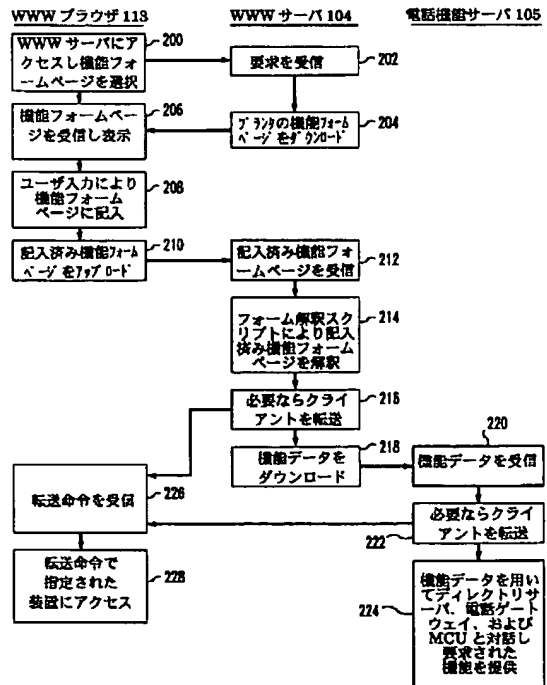 WWW ブラウザ 113
WWW サーバ 104
電話機能サーバ 105
WWW サーバにア
クセスし機能フォ
ームページを選択
200
要求を受信
202
機能フォームペー
ジを受信し表示
206
ブランクの機能フォーム
ページをダウンロード
204
ユーザ入力により
機能フォーム
ページに記入
208
記入済み機能フォーム
ページをアップロード
210
記入済み機能フォ
ームページを受信
212
フォーム解釈スク
リプトにより記入
済み機能フォーム
ページを解釈
214
必要ならクライ
アントを転送
216
機能データを
ダウンロード
218
220
機能データを受信
転送命令を受信
226
必要ならクライ
アントを転送
222
転送命令で
指定された
装置にアクセス
228
機能データを用い
てディレクトリサ
ーバ、電話ゲート
ウェイ、および
MCU と対話し
要求された
機能を提供
224